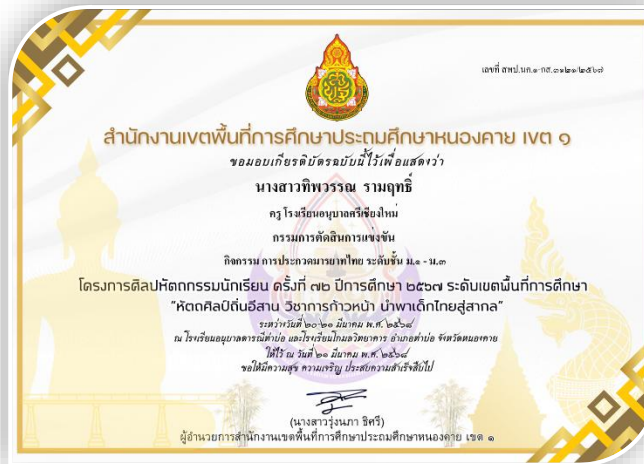 เลขที่ สพป.นค.๑-กส.๓๑๒๑/๒๕๖๗
สำนักงานเขตพื้นที่การศึกษาประถมศึกษาหนองคาย เขต ๑
ขอมอบเกียรติบัตรฉบับนี้ไว้เพื่อแสดงว่า
นางสาวทิพวรรณ รามฤทธิ์
ครู โรงเรียนอนุบาลศรีเชียงใหม่
กรรมการตัดสินการแข่งขัน
กิจกรรม การประกวดมารยาทไทย ระดับชั้น ม.๑ - ม.๓
โครงการศิลปหัตถกรรมนักเรียน ครั้งที่ ๗๒ ปีการศึกษา ๒๕๖๗ ระดับเขตพื้นที่การศึกษา
"หัตถศิลป์ถิ่นอีสาน วิชาการก้าวหน้า นำพาเด็กไทยสู่สากล"
ระหว่างวันที่ ๒๐-๒๑ มีนาคม พ.ศ. ๒๕๖๘
ณ โรงเรียนอนุบาลดารณีท่าบ่อ และโรงเรียนโกมลวิทยาคาร อำเภอท่าบ่อ จังหวัดหนองคาย
ให้ไว้ ณ วันที่ ๒๑ มีนาคม พ.ศ. ๒๕๖๘
ขอให้มีความสุข ความเจริญ ประสบความสำเร็จสืบไป
(นางสาวรุ่งนภา ชิศรี)
ผู้อำนวยการสำนักงานเขตพื้นที่การศึกษาประถมศึกษาหนองคาย เขต ๑